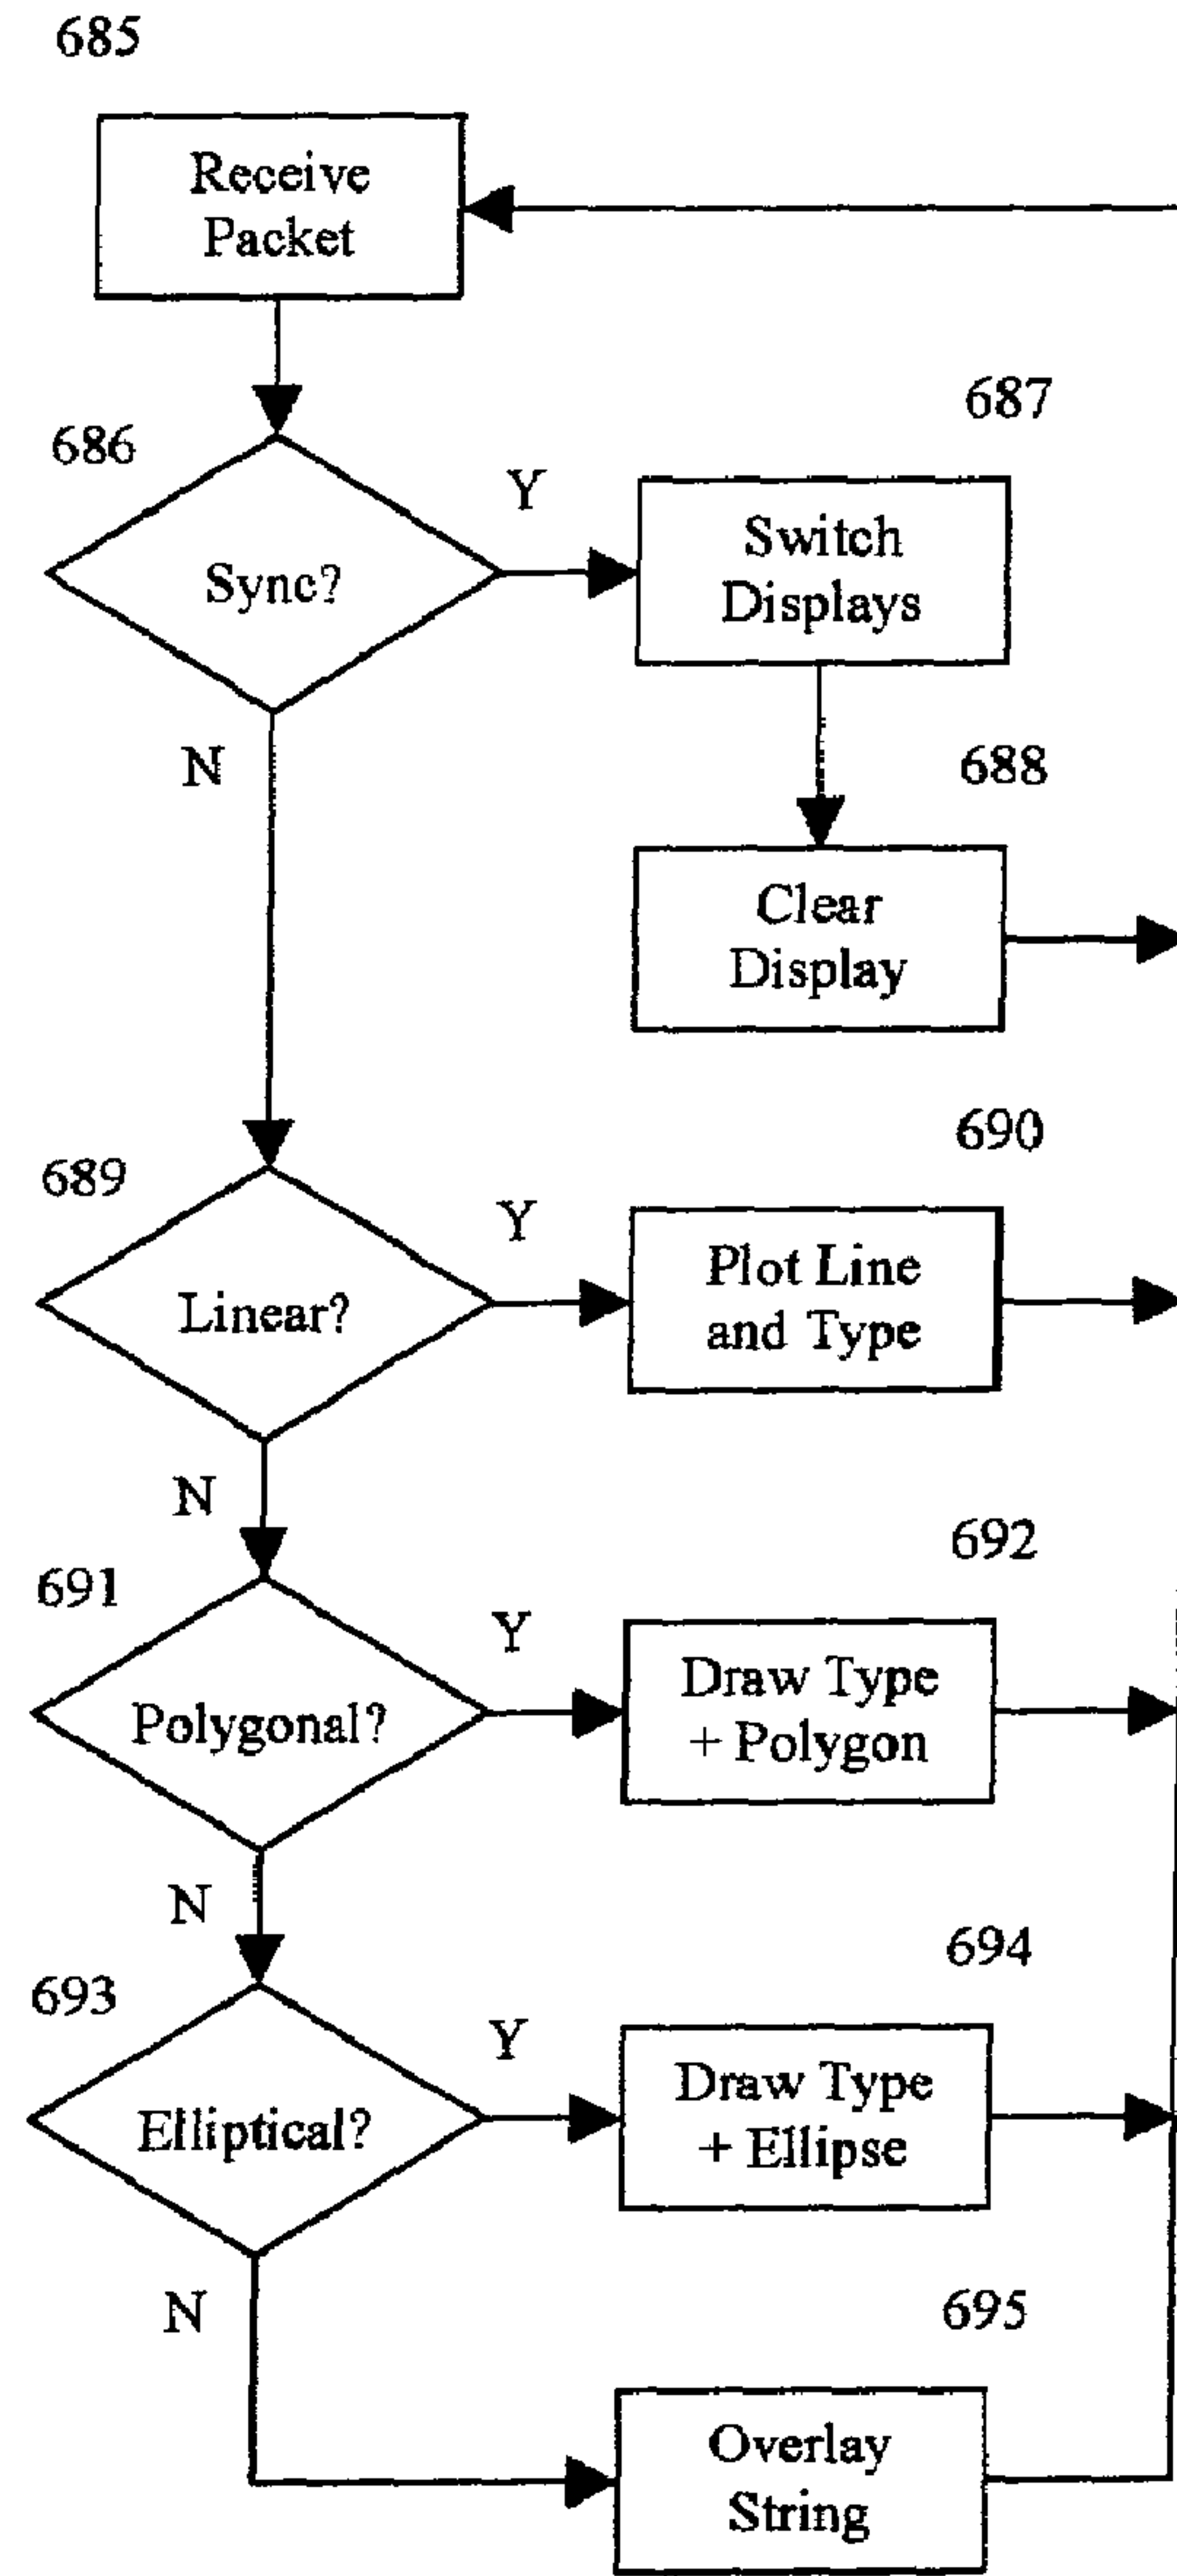 685
Receive
Packet
686
Sync?
Y
N
687
Switch
Displays
688
Clear
Display
689
Linear?
Y
N
690
Plot Line
and Type
691
Polygonal?
Y
N
692
Draw Type
+ Polygon
693
Elliptical?
Y
N
694
Draw Type
+ Ellipse
695
Overlay
String